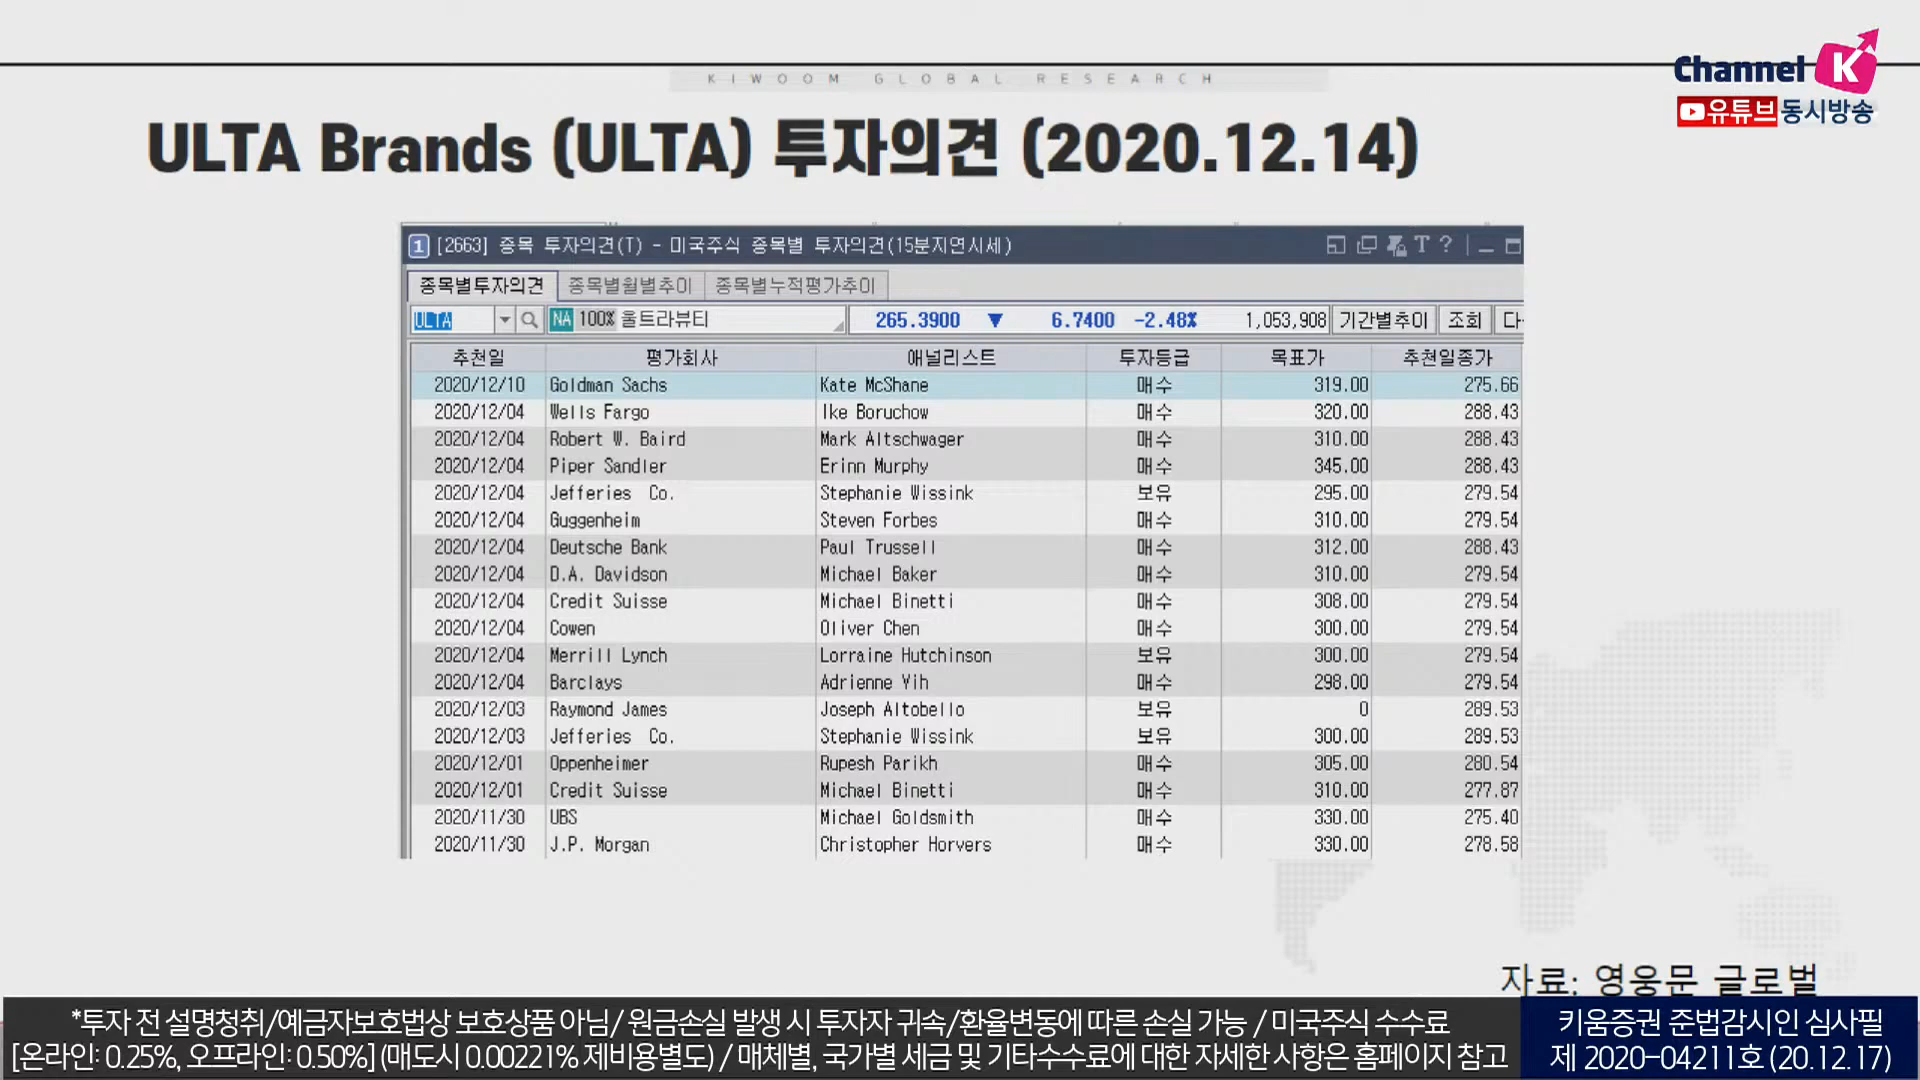 KIWOOM GLOBAL RESEARCH
Channel K
유튜브동시방송
ULTA Brands (ULTA) 투자의견 (2020.12.14)
1 [2663] 종목 투자의견(T) - 미국주식 종목별 투자의견(15분지연시세)
종목별투자의견 종목별월별추이 종목별누적평가추이
ULTA NA 100% 울트라뷰티 265.3900 ▼ 6.7400 -2.48% 1,053,908 기간별추이 조회
추천일 평가회사 애널리스트 투자등급 목표가 추천일종가
2020/12/10 Goldman Sachs Kate McShane 매수 319.00 275.66
2020/12/04 Wells Fargo Ike Boruchow 매수 320.00 288.43
2020/12/04 Robert W. Baird Mark Altschwager 매수 310.00 288.43
2020/12/04 Piper Sandler Erinn Murphy 매수 345.00 288.43
2020/12/04 Jefferies Co. Stephanie Wissink 보유 295.00 279.54
2020/12/04 Guggenheim Steven Forbes 매수 310.00 279.54
2020/12/04 Deutsche Bank Paul Trussell 매수 312.00 288.43
2020/12/04 D.A. Davidson Michael Baker 매수 310.00 279.54
2020/12/04 Credit Suisse Michael Binetti 매수 308.00 279.54
2020/12/04 Cowen Oliver Chen 매수 300.00 279.54
2020/12/04 Merrill Lynch Lorraine Hutchinson 보유 300.00 279.54
2020/12/04 Barclays Adrienne Yih 매수 298.00 279.54
2020/12/03 Raymond James Joseph Altobello 보유 0 289.53
2020/12/03 Jefferies Co. Stephanie Wissink 보유 300.00 289.53
2020/12/01 Oppenheimer Rupesh Parikh 매수 305.00 280.54
2020/12/01 Credit Suisse Michael Binetti 매수 310.00 277.87
2020/11/30 UBS Michael Goldsmith 매수 330.00 275.40
2020/11/30 J.P. Morgan Christopher Horvers 매수 330.00 278.58
자료: 영웅문 글로벌
*투자 전 설명청취/예금자보호법상 보호상품 아님/ 원금손실 발생 시 투자자 귀속/환율변동에 따른 손실 가능 / 미국주식 수수료
[온라인: 0.25%, 오프라인: 0.50%] (매도시 0.00221% 제비용별도) / 매체별, 국가별 세금 및 기타수수료에 대한 자세한 사항은 홈페이지 참고
키움증권 준법감시인 심사필
제 2020-04211호 (20.12.17)